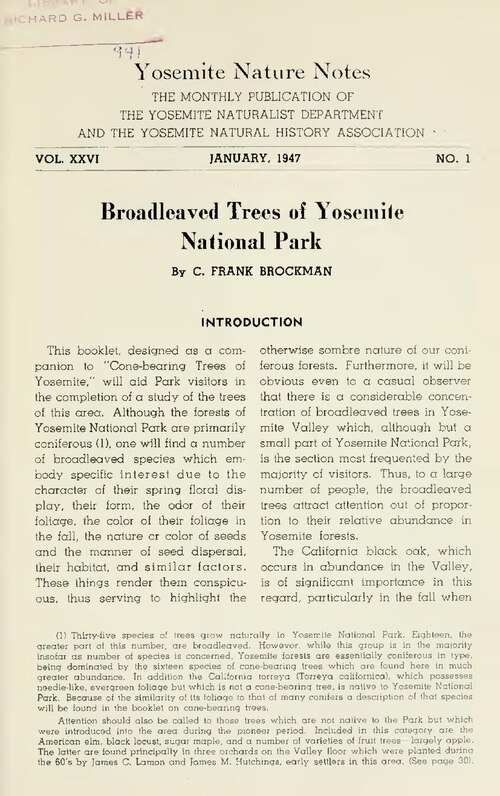 LIBRARY OF
RICHARD G. MILLER
991
Yosemite Nature Notes
THE MONTHLY PUBLICATION OF
THE YOSEMITE NATURALIST DEPARTMENT
AND THE YOSEMITE NATURAL HISTORY ASSOCIATION
VOL. XXVI JANUARY, 1947 NO. 1
Broadleaved Trees of Yosemite
National Park
By C. FRANK BROCKMAN
INTRODUCTION
This booklet, designed as a com-
panion to "Cone-bearing Trees of
Yosemite," will aid Park visitors in
the completion of a study of the trees
of this area. Although the forests of
Yosemite National Park are primarily
coniferous (1), one will find a number
of broadleaved species which em-
body specific interest due to the
character of their spring floral dis-
play, their form, the odor of their
foliage, the color of their foliage in
the fall, the nature or color of seeds
and the manner of seed dispersal,
their habitat, and similar factors.
These things render them conspicu-
ous, thus serving to highlight the
otherwise sombre nature of our coni-
ferous forests. Furthermore, it will be
obvious even to a casual observer
that there is a considerable concen-
tration of broadleaved trees in Yose-
mite Valley which, although but a
small part of Yosemite National Park,
is the section most frequented by the
majority of visitors. Thus, to a large
number of people, the broadleaved
trees attract attention out of propor-
tion to their relative abundance in
Yosemite forests.
The California black oak, which
occurs in abundance in the Valley,
is of significant importance in this
regard, particularly in the fall when
(1) Thirty-five species of trees grow naturally in Yosemite National Park. Eighteen, the
greater part of this number, are broadleaved. However, while this group is in the majority
insofar as number of species is concerned, Yosemite forests are essentially coniferous in type,
being dominated by the sixteen species of cone-bearing trees which are found here in much
greater abundance. In addition the California torreya (Torreya californica), which possesses
needle-like, evergreen foliage but which is not a cone-bearing tree, is native to Yosemite National
Park. Because of the similarity of its foliage to that of many conifers a description of that species
will be found in the booklet on cone-bearing trees.
Attention should also be called to those trees which are not native to the Park but which
were introduced into the area during the pioneer period. Included in this category are the
American elm, black locust, sugar maple, and a number of varieties of fruit trees—largely apple.
The latter are found principally in three orchards on the Valley floor which were planted during
the 60's by James C. Lamon and James M. Hutchings, early settlers in this area. (See page 30).